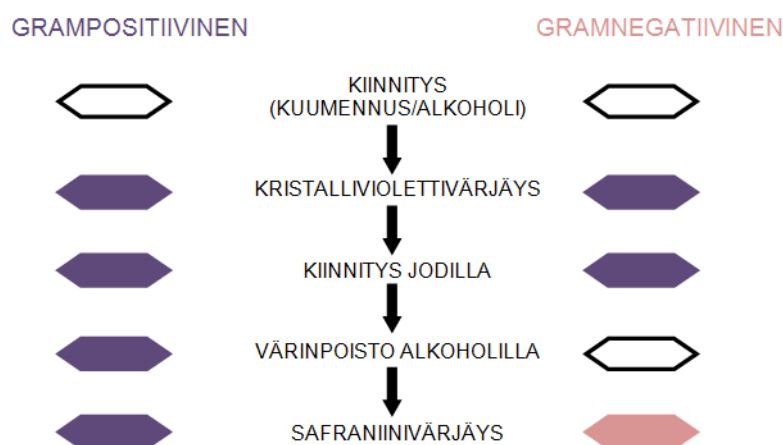 GRAMPOSITIIVINEN
GRAMNEGATIIVINEN
KIINNITYS
(KUUMENNUS/ALKOHOLI)
KRISTALLIVIOLETTIVÄRJÄYS
KIINNITYS JODILLA
VÄRINPOISTO ALKOHOLILLA
SAFRANIINIVÄRJÄYS